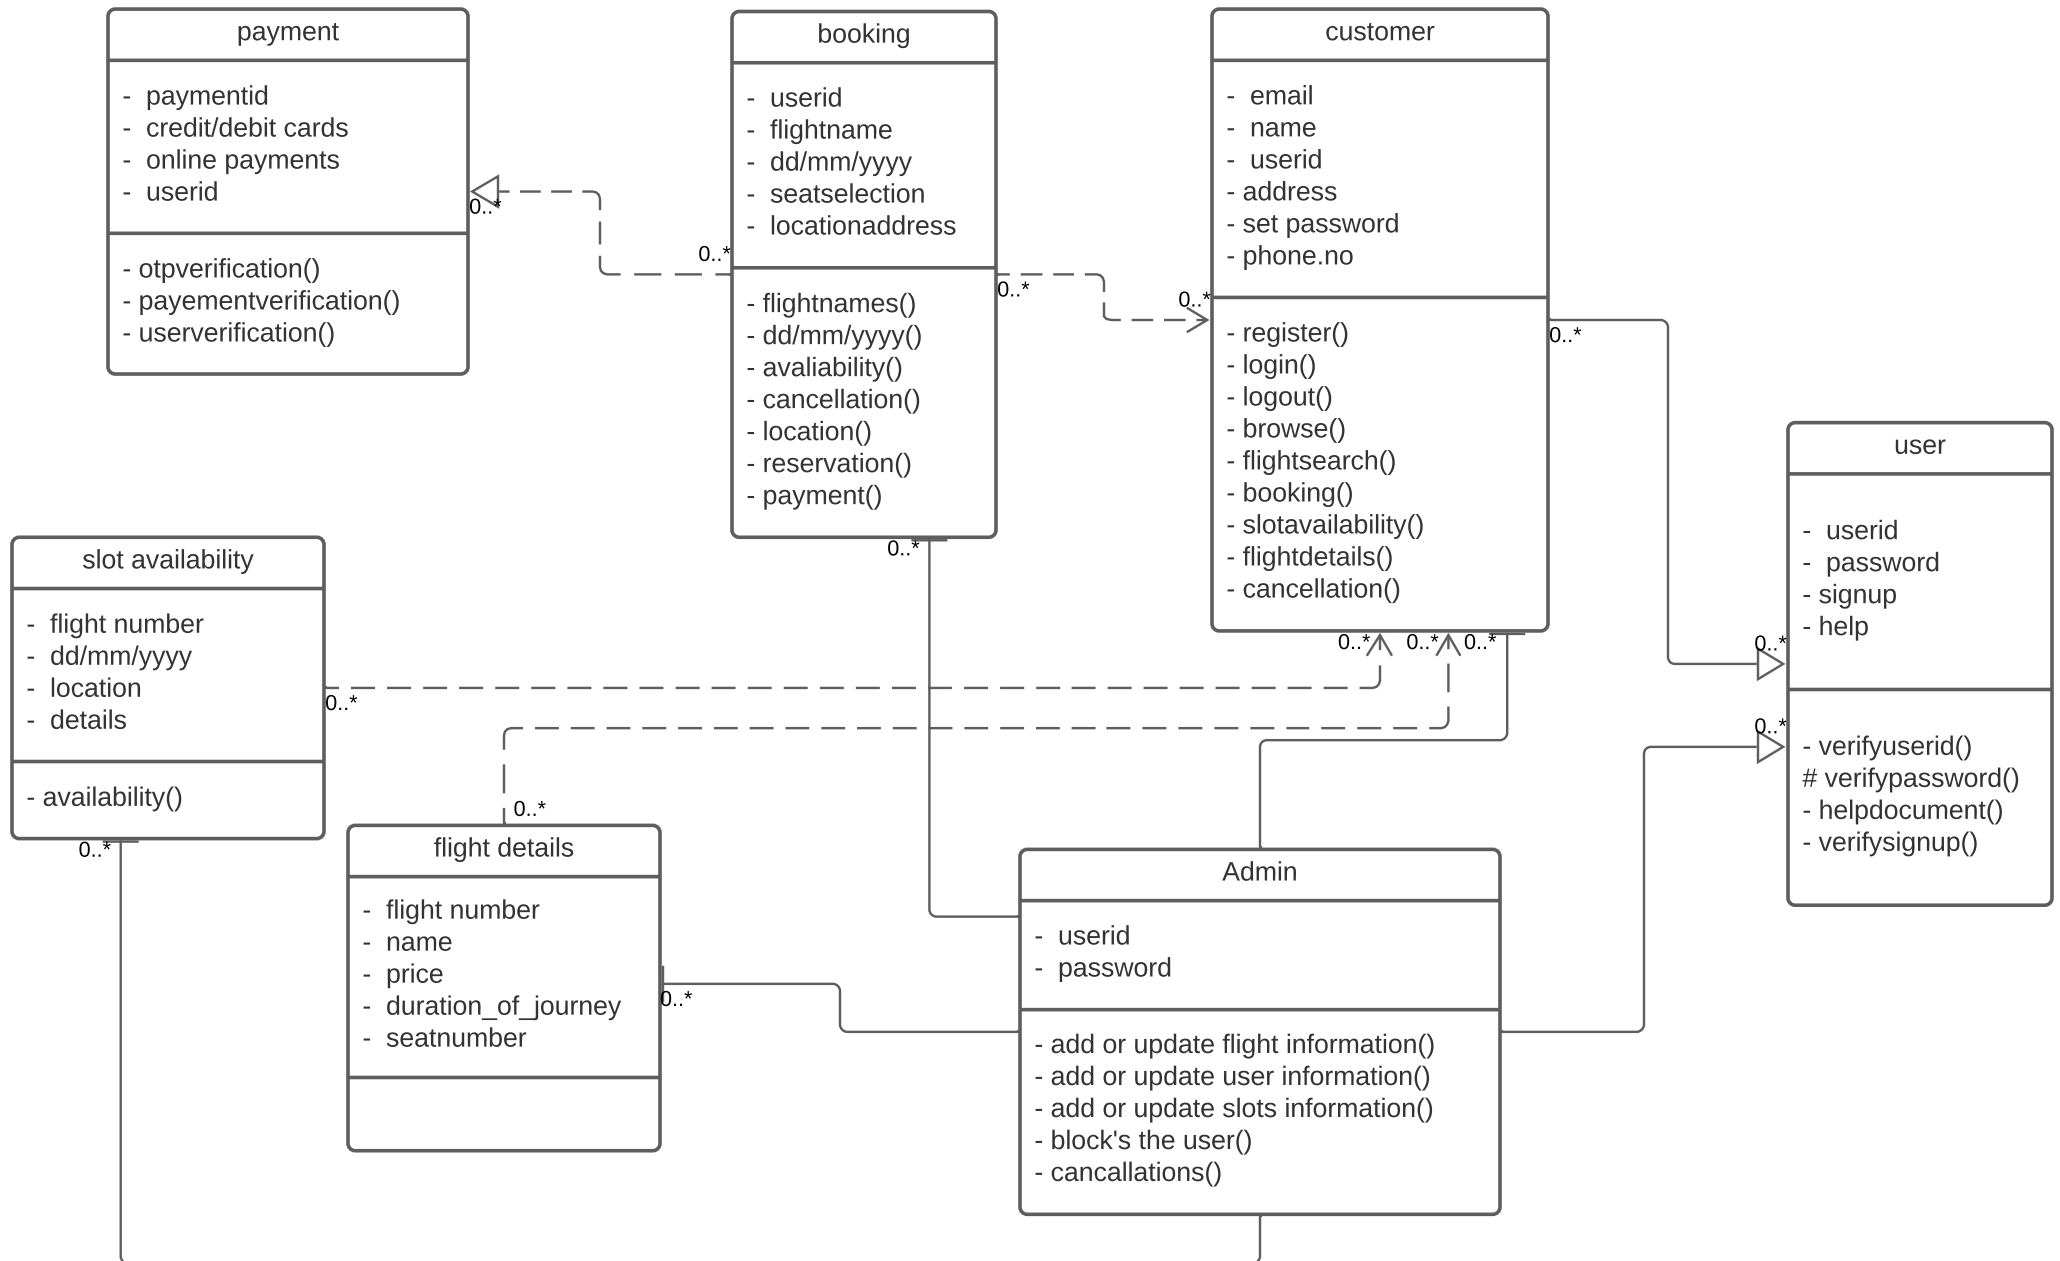 payment
- paymentid
- credit/debit cards
- online payments
- userid
- otpverification()
- payementverification()
- userverification()
0..*
0..*
booking
- userid
- flightname
- dd/mm/yyyy
- seatselection
- locationaddress
- flightnames()
- dd/mm/yyyy()
- avaliability()
- cancellation()
- location()
- reservation()
- payment()
0..*
0..*
0..*
customer
- email
- name
- userid
- address
- set password
- phone.no
- register()
- login()
- logout()
- browse()
- flightsearch()
- booking()
- slotavailability()
- flightdetails()
- cancellation()
0..*
0..*
0..*
0..*
user
- userid
- password
- signup
- help
- verifyuserid()
# verifypassword()
- helpdocument()
- verifysignup()
0..*
0..*
slot availability
- flight number
- dd/mm/yyyy
- location
- details
- availability()
0..*
0..*
flight details
- flight number
- name
- price
- duration_of_journey
- seatnumber
0..*
0..*
Admin
- userid
- password
- add or update flight information()
- add or update user information()
- add or update slots information()
- block's the user()
- cancallations()